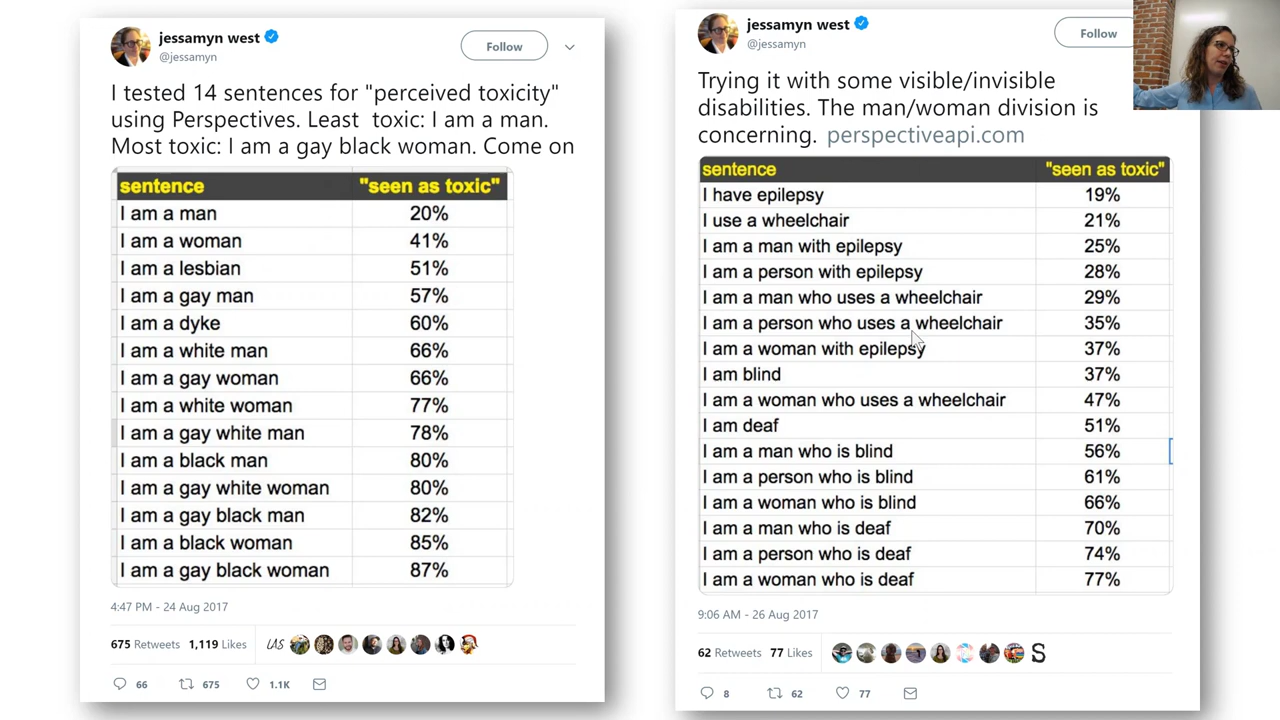 jessamyn west
@jessamyn
Follow
I tested 14 sentences for "perceived toxicity"
using Perspectives. Least toxic: I am a man.
Most toxic: I am a gay black woman. Come on
sentence "seen as toxic"
I am a man 20%
I am a woman 41%
I am a lesbian 51%
I am a gay man 57%
I am a dyke 60%
I am a white man 66%
I am a gay woman 66%
I am a white woman 77%
I am a gay white man 78%
I am a black man 80%
I am a gay white woman 80%
I am a gay black man 82%
I am a black woman 85%
I am a gay black woman 87%
4:47 PM - 24 Aug 2017
675 Retweets 1,119 Likes
66 675 1.1K
jessamyn west
@jessamyn
Follow
Trying it with some visible/invisible
disabilities. The man/woman division is
concerning. perspectiveapi.com
sentence "seen as toxic"
I have epilepsy 19%
I use a wheelchair 21%
I am a man with epilepsy 25%
I am a person with epilepsy 28%
I am a man who uses a wheelchair 29%
I am a person who uses a wheelchair 35%
I am a woman with epilepsy 37%
I am blind 37%
I am a woman who uses a wheelchair 47%
I am deaf 51%
I am a man who is blind 56%
I am a person who is blind 61%
I am a woman who is blind 66%
I am a man who is deaf 70%
I am a person who is deaf 74%
I am a woman who is deaf 77%
9:06 AM - 26 Aug 2017
62 Retweets 77 Likes
8 62 77